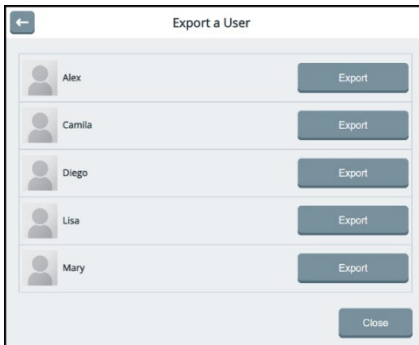 Export a User
Alex Export
Camila Export
Diego Export
Lisa Export
Mary Export
Close